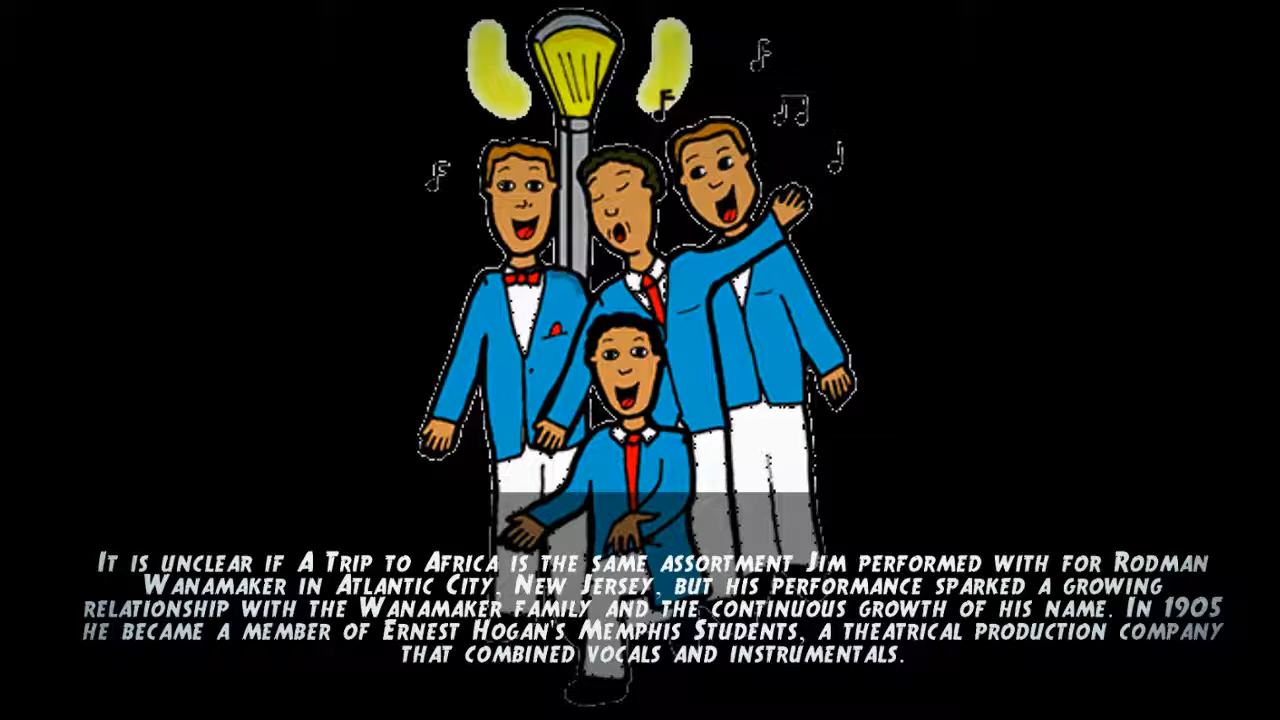 It is unclear if A Trip to Africa is the same assortment Jim performed with for Rodman
Wanamaker in Atlantic City, New Jersey, but his performance sparked a growing
relationship with the Wanamaker family and the continuous growth of his name. In 1905
he became a member of Ernest Hogan's Memphis Students, a theatrical production company
that combined vocals and instrumentals.